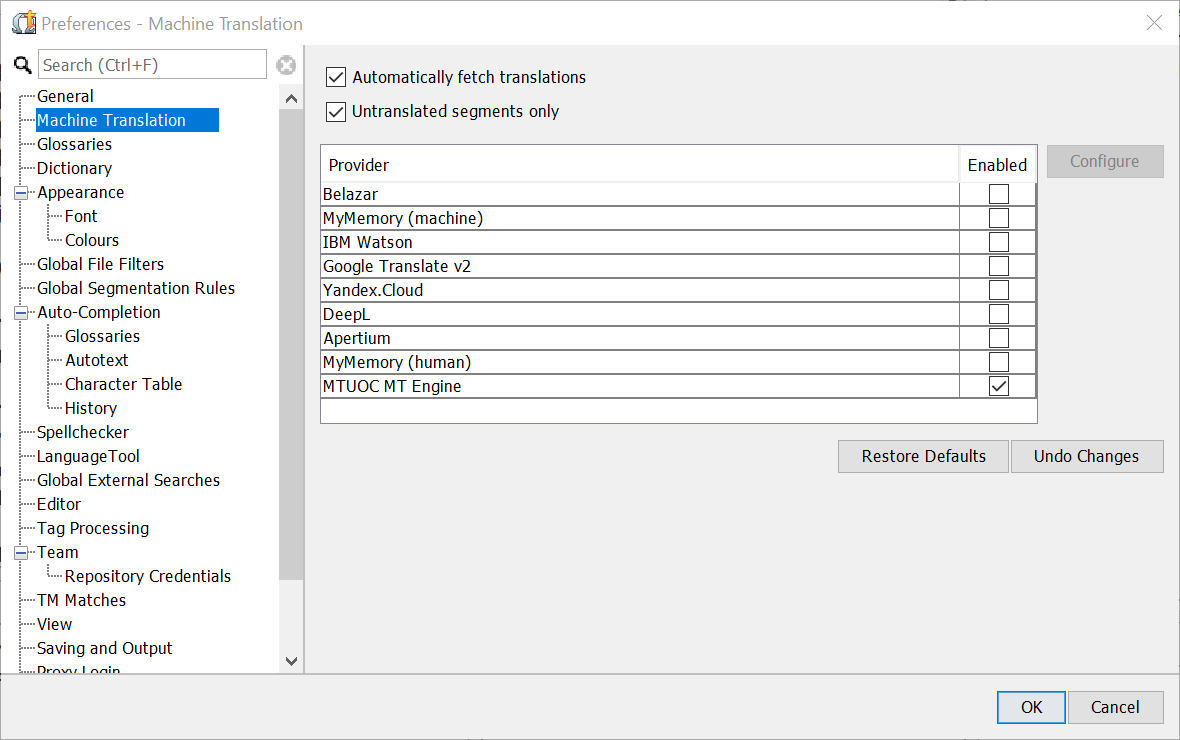 Preferences - Machine Translation
Search (Ctrl+F)
General
Machine Translation
Glossaries
Dictionary
Appearance
Font
Colours
Global File Filters
Global Segmentation Rules
Auto-Completion
Glossaries
Autotext
Character Table
History
Spellchecker
LanguageTool
Global External Searches
Editor
Tag Processing
Team
Repository Credentials
TM Matches
View
Saving and Output
Proxy Login
Automatically fetch translations
Untranslated segments only
Provider Enabled
Configure
Belazar
MyMemory (machine)
IBM Watson
Google Translate v2
Yandex.Cloud
DeepL
Apertium
MyMemory (human)
MTUOC MT Engine
Restore Defaults Undo Changes
OK Cancel